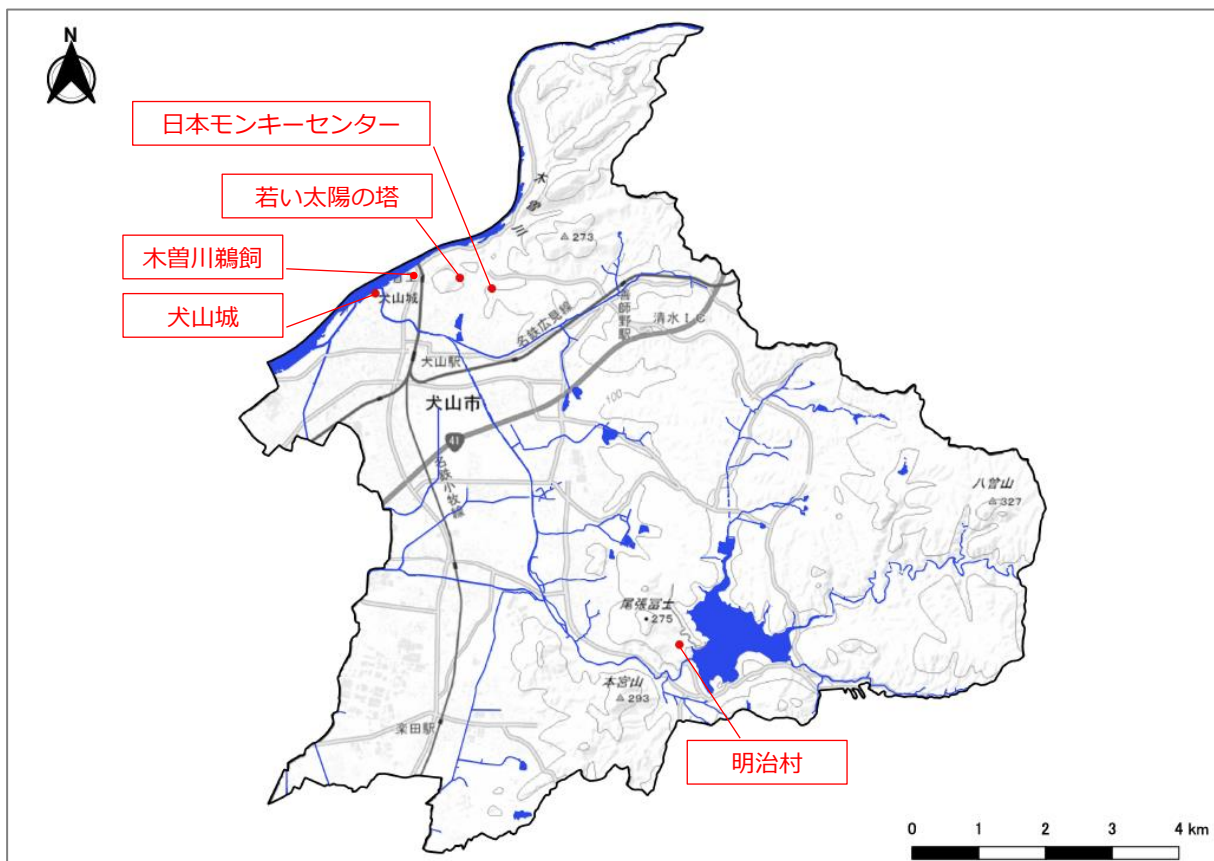 N
日本モンキーセンター
若い太陽の塔
木曽川鵜飼
犬山城
木曽川
273
犬山城
名鉄広見線
善師野駅
清水IC
犬山駅
100
犬山市
41
名鉄小牧線
八曾山
327
尾張冨士
275
本宮山
293
楽田駅
明治村
0 1 2 3 4 km